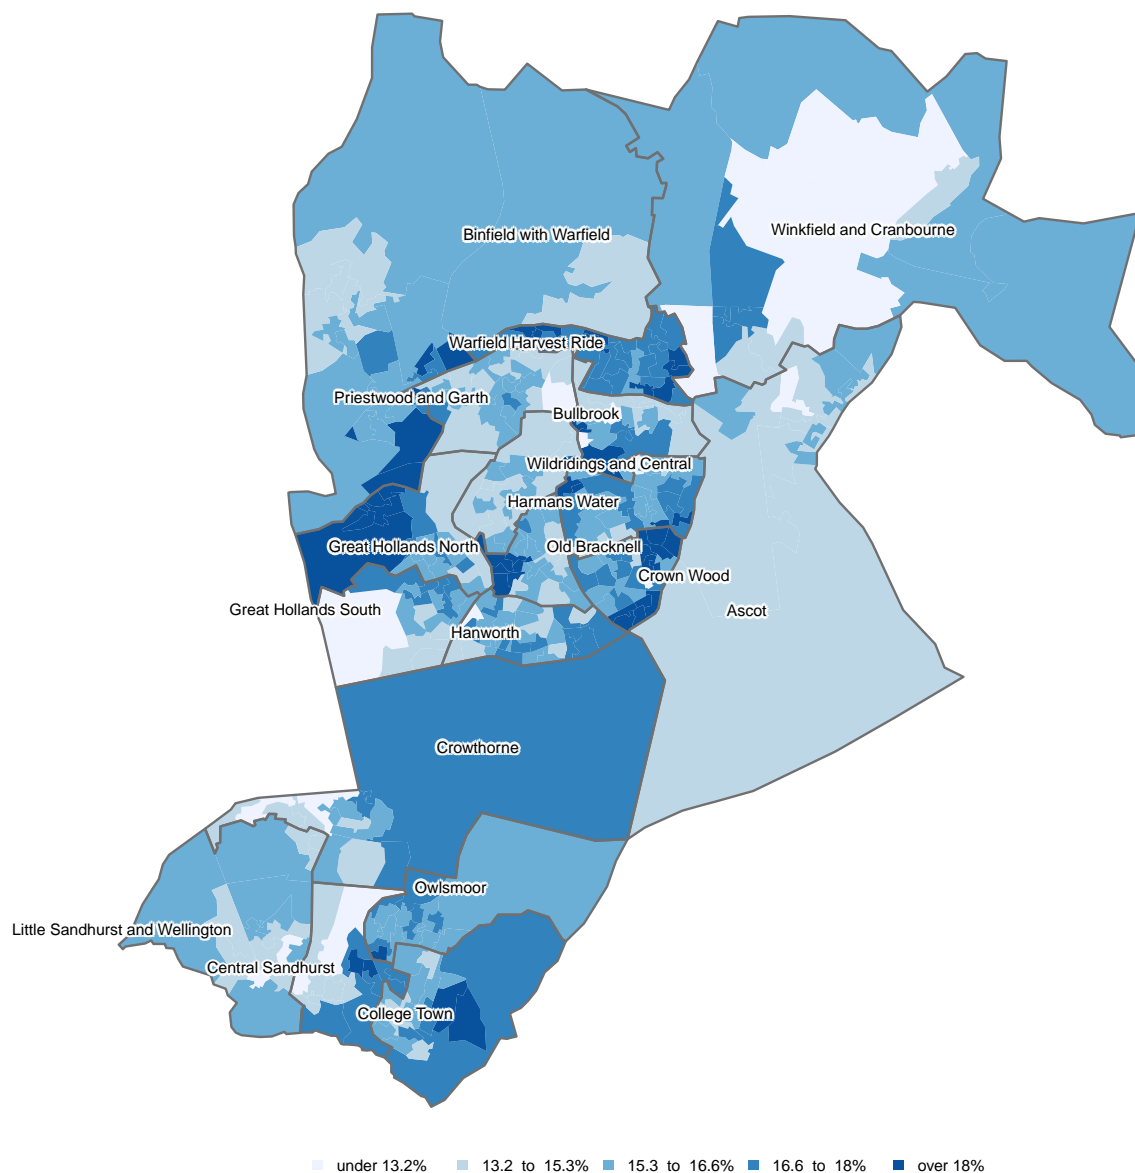 Binfield with Warfield
Winkfield and Cranbourne
Warfield Harvest Ride
Priestwood and Garth
Bullbrook
Wildridings and Central
Harmans Water
Great Hollands North
Old Bracknell
Crown Wood
Great Hollands South
Ascot
Hanworth
Crowthorne
Owlsmoor
Little Sandhurst and Wellington
Central Sandhurst
College Town
under 13.2% 13.2 to 15.3% 15.3 to 16.6% 16.6 to 18% over 18%